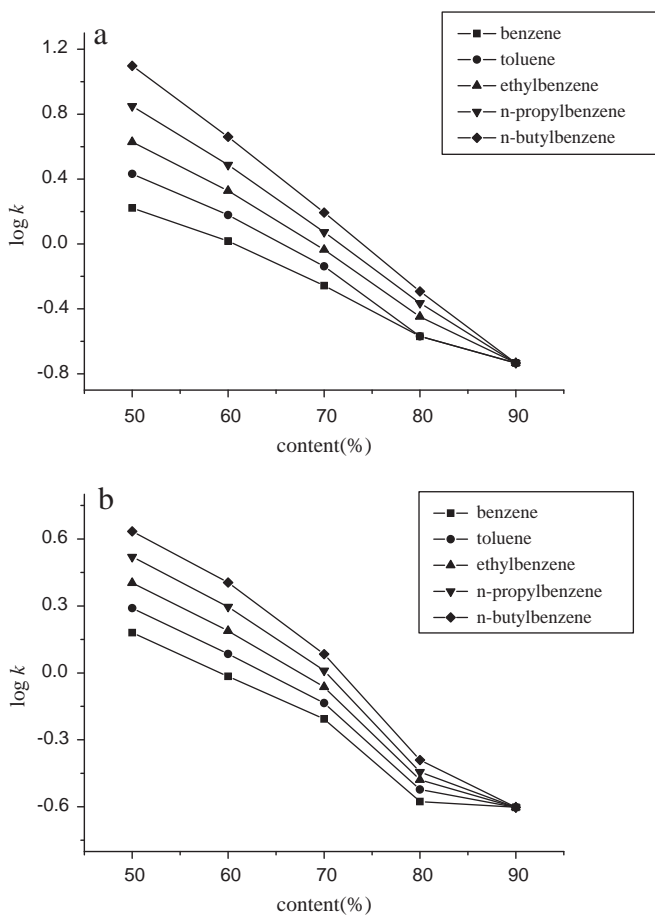 a
benzene
toluene
ethylbenzene
n-propylbenzene
n-butylbenzene
1.2
0.8
0.4
0.0
-0.4
-0.8
log k
50 60 70 80 90
content(%)
b
benzene
toluene
ethylbenzene
n-propylbenzene
n-butylbenzene
0.6
0.3
0.0
-0.3
-0.6
log k
50 60 70 80 90
content(%)